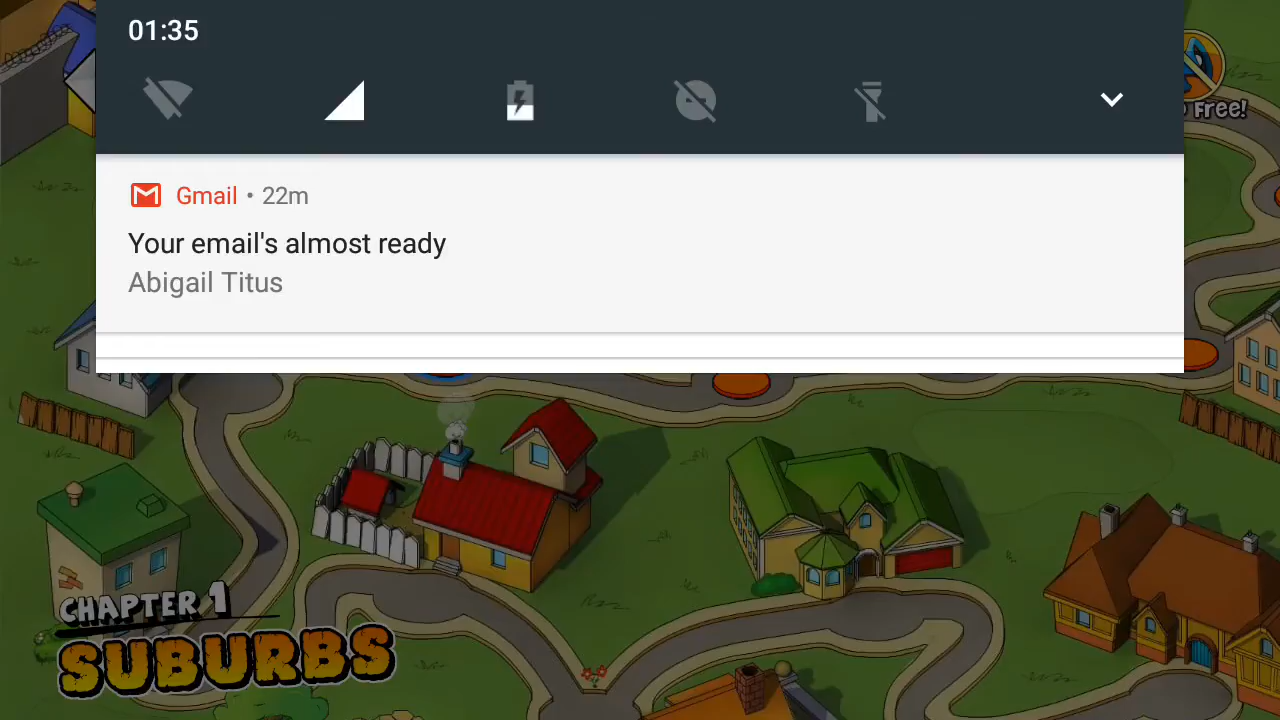 01:35
Gmail • 22m
Your email's almost ready
Abigail Titus
Free!
CHAPTER 1
SUBURBS